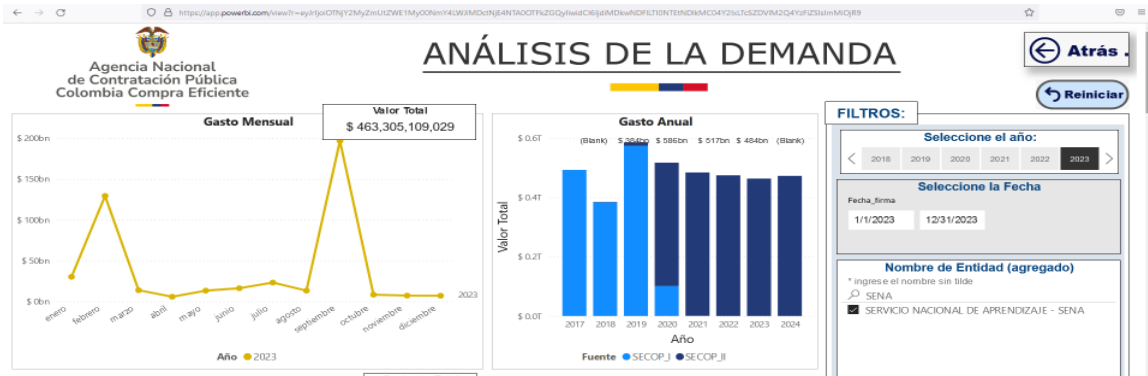 Agencia Nacional
de Contratación Pública
Colombia Compra Eficiente
ANÁLISIS DE LA DEMANDA
Atrás .
Reiniciar
Valor Total
$ 463,305,109,029
Gasto Mensual
$ 200bn
$ 150bn
$ 100bn
$ 50bn
$ 0bn
enero
febrero
marzo
abril
mayo
junio
julio
agosto
septiembre
octubre
noviembre
diciembre
2023
Año 2023
Gasto Anual
(Blank) $ 384bn $ 586bn $ 517bn $ 484bn (Blank)
Valor Total
$ 0.6T
$ 0.4T
$ 0.2T
$ 0.0T
2017 2018 2019 2020 2021 2022 2023 2024
Año
Fuente SECOP_I SECOP_II
FILTROS:
Seleccione el año:
2018 2019 2020 2021 2022 2023
Seleccione la Fecha
Fecha_firma
1/1/2023 12/31/2023
Nombre de Entidad (agregado)
* ingrese el nombre sin tilde
SENA
SERVICIO NACIONAL DE APRENDIZAJE - SENA